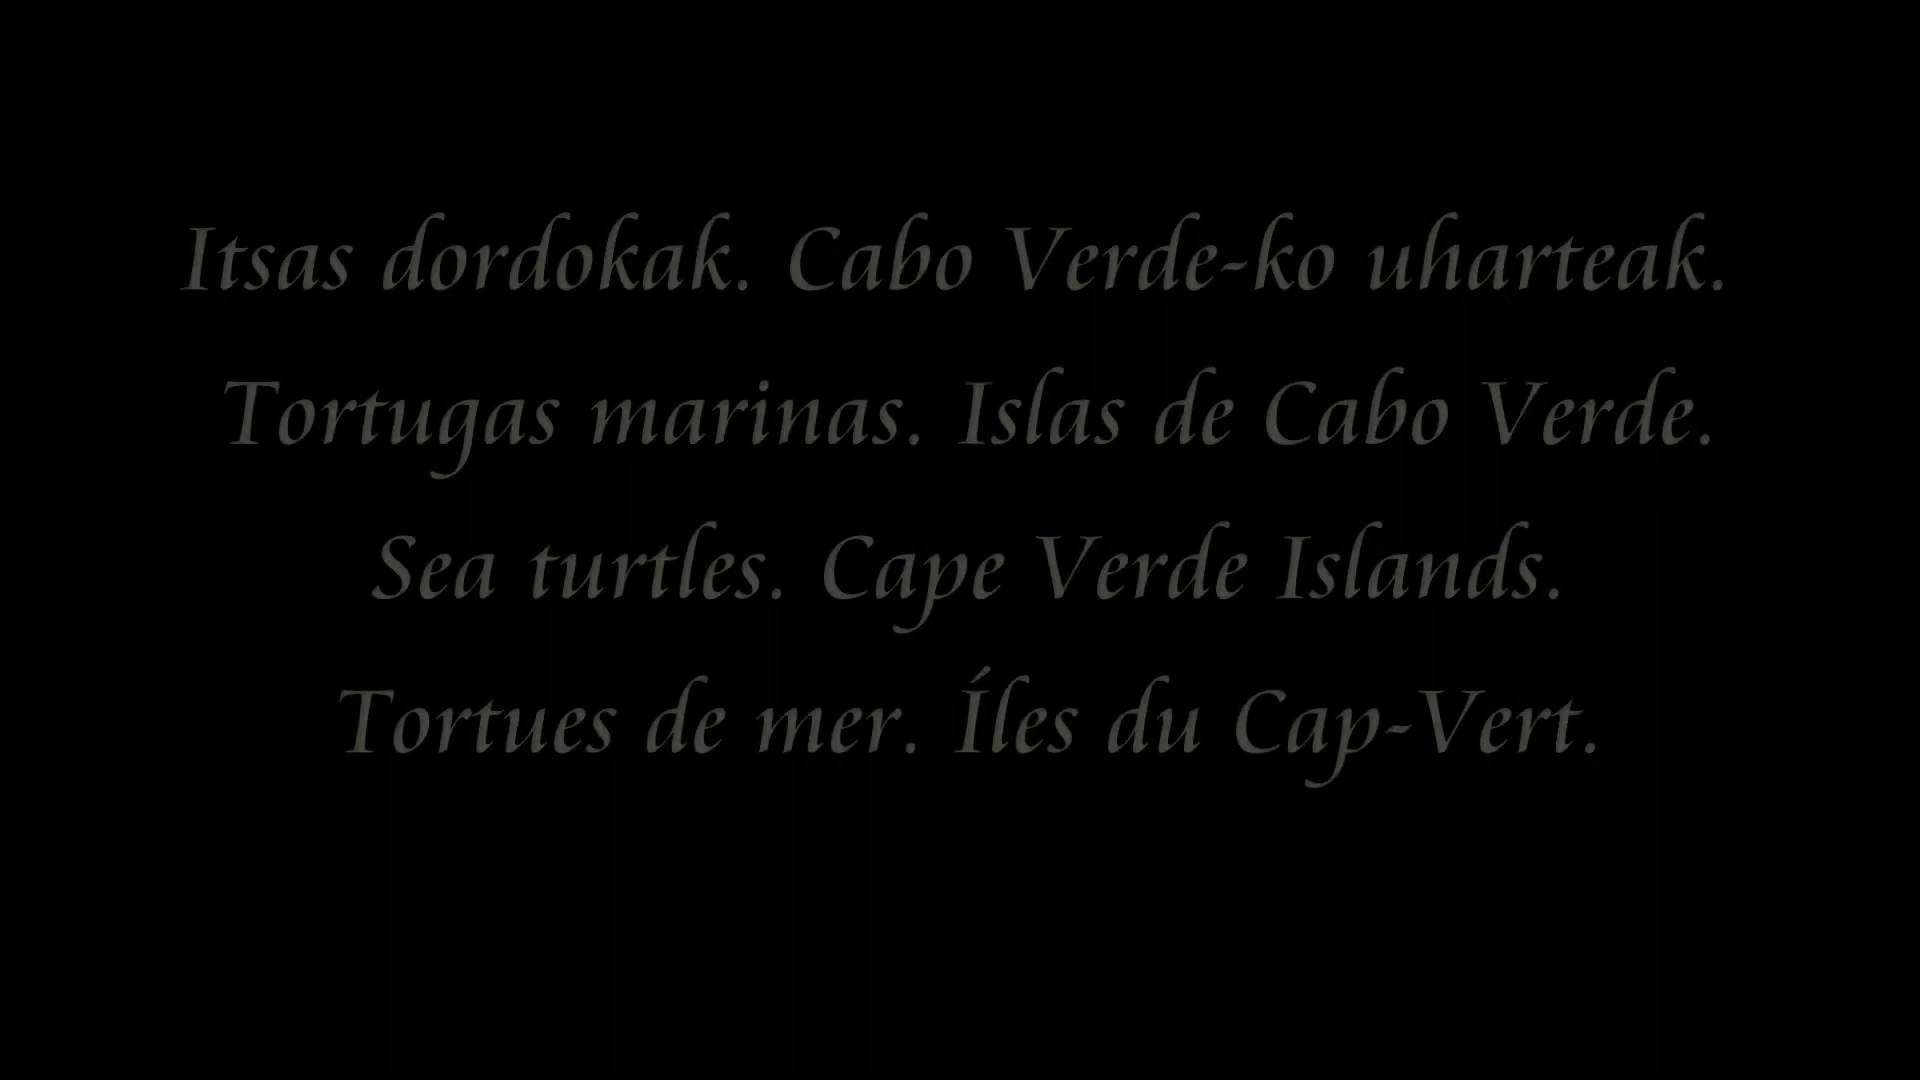 Itsas dordokak. Cabo Verde-ko uharteak.
Tortugas marinas. Islas de Cabo Verde.
Sea turtles. Cape Verde Islands.
Tortues de mer. Íles du Cap-Vert.